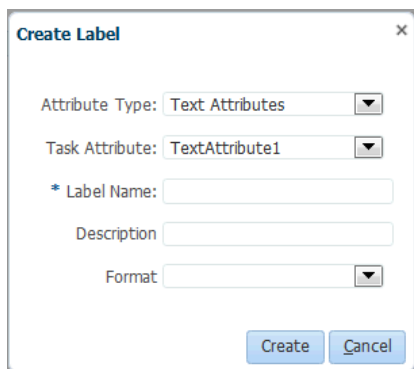 Create Label ×
Attribute Type: Text Attributes
Task Attribute: TextAttribute1
* Label Name:
Description
Format
Create Cancel